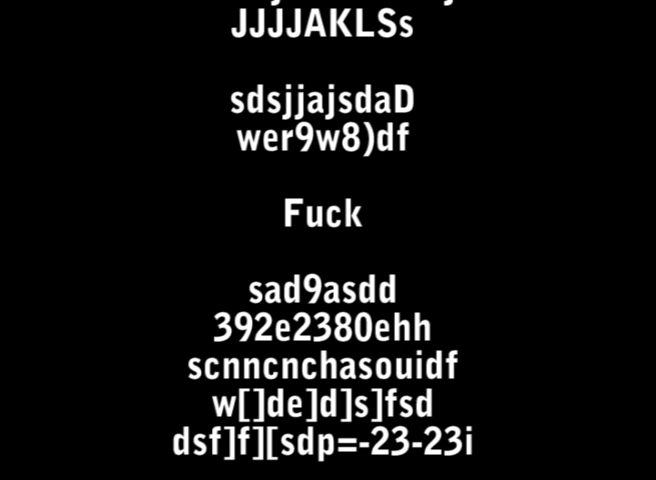 JJJJAKLSs
sdsjjajsdaD
wer9w8)df
Fuck
sad9asdd
392e2380ehh
scnncnchasouidf
w[]de]d]s]fsd
dsf]f][sdp=-23-23i